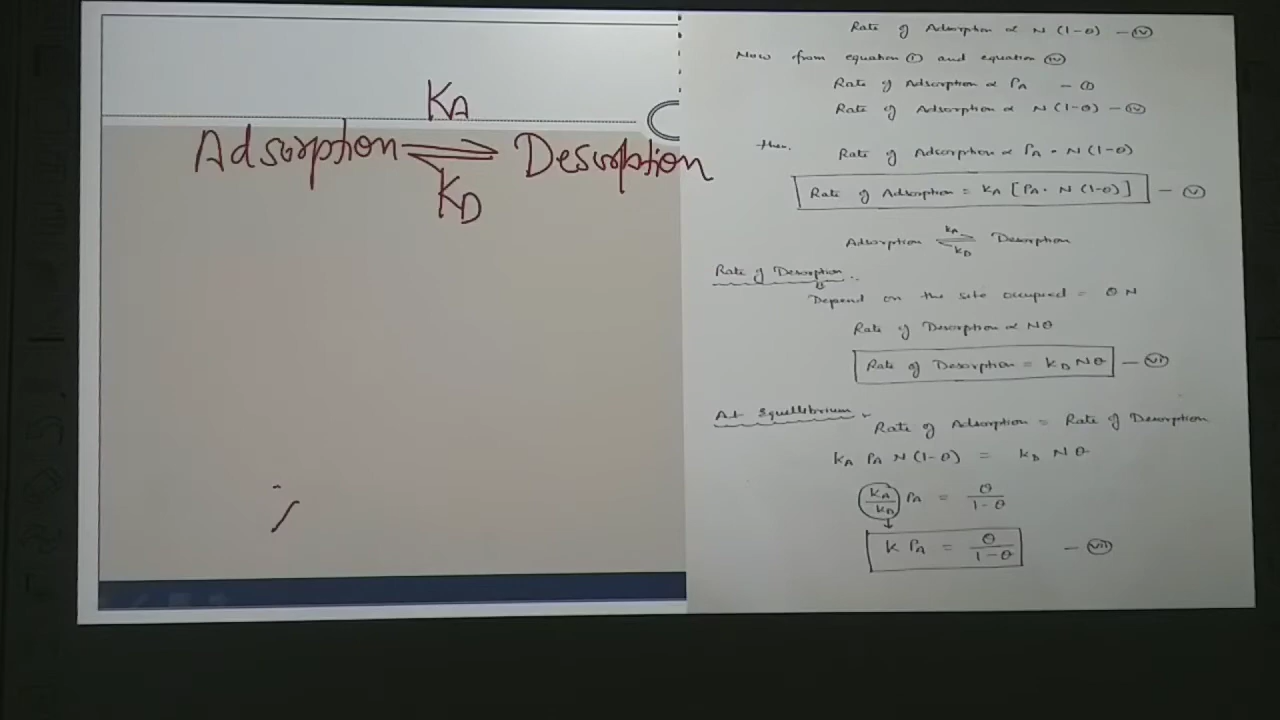 KA
Adsorption ⇌ Desorption
KD
Rate of Adsorption ∝ N (1-θ) - (iv)
Now from equation (i) and equation (iv)
Rate of Adsorption ∝ PA - (i)
Rate of Adsorption ∝ N(1-θ) - (iv)
then,
Rate of Adsorption ∝ PA · N(1-θ)
Rate of Adsorption = kA [PA · N (1-θ)] - (v)
Adsorption kA ⇌ kD Desorption
Rate of Desorption :-
Depend on the site occupied = θ N
Rate of Desorption ∝ Nθ
Rate of Desorption = kD Nθ - (vi)
At Equillibrium
Rate of Adsorption = Rate of Desorption
kA PA N (1-θ) = kD N θ
kA/kD PA = θ/1-θ
k PA = θ/1-θ - (vii)